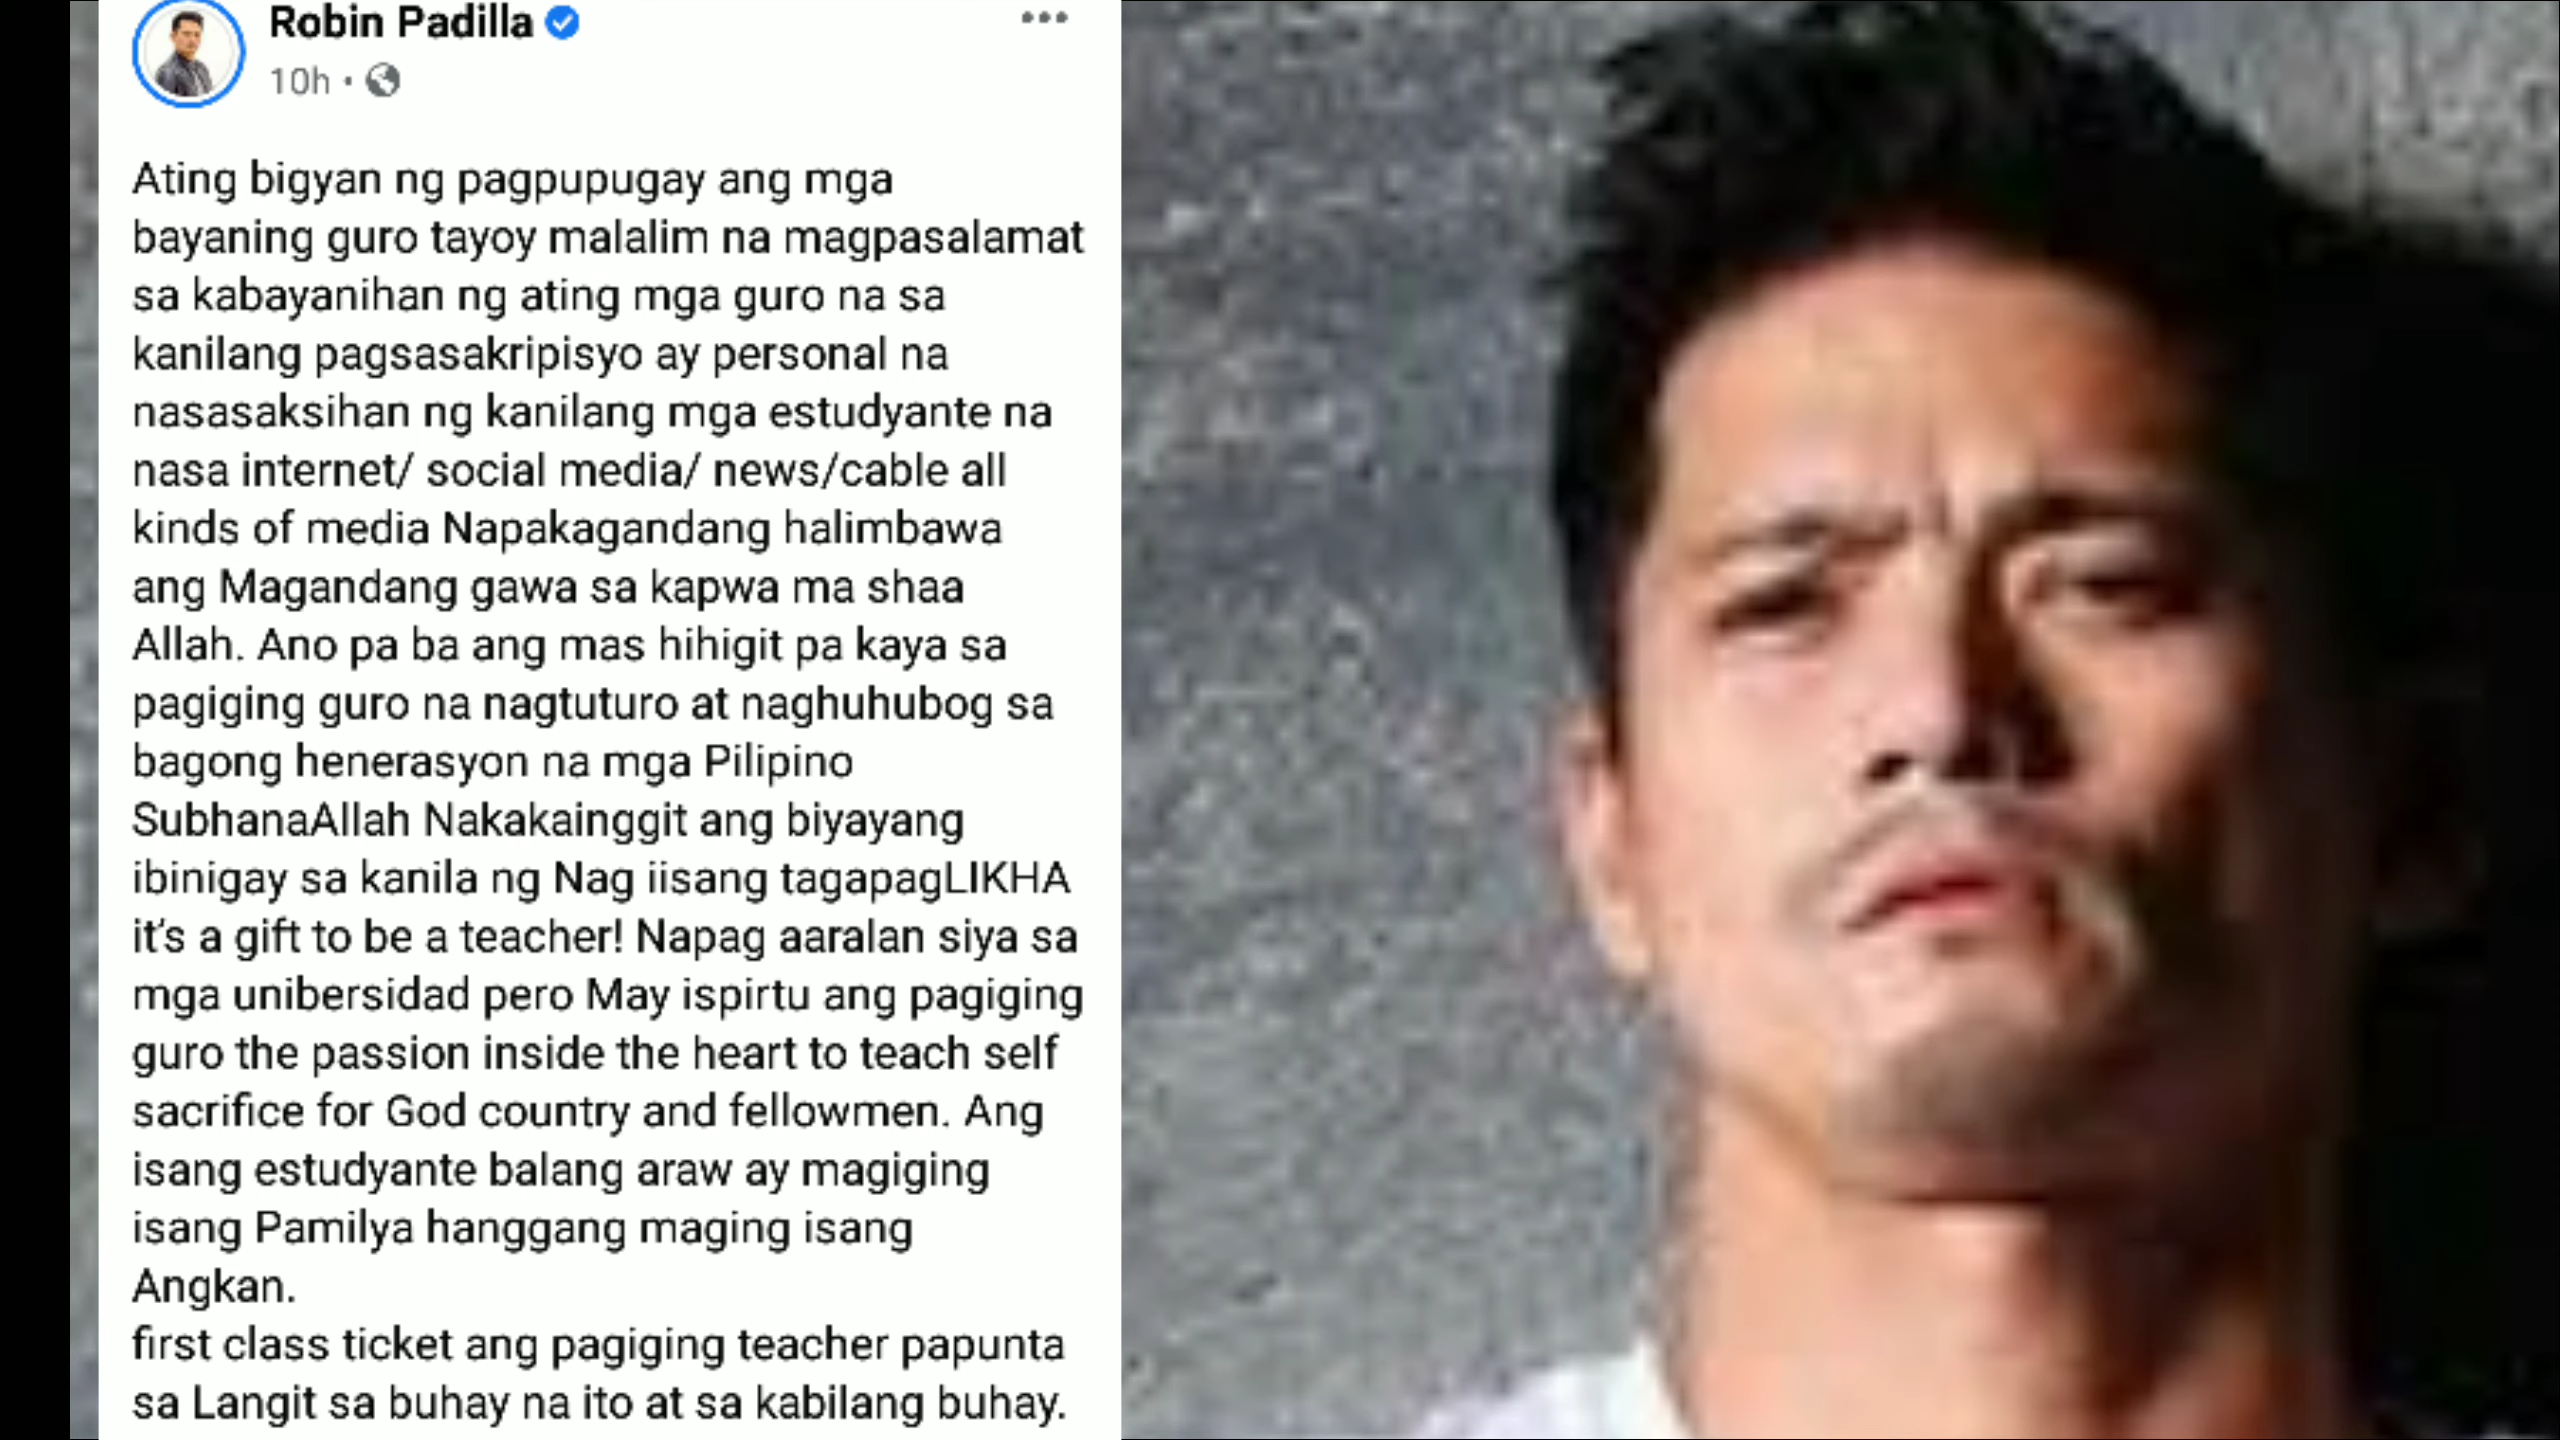 Robin Padilla
10h
Ating bigyan ng pagpupugay ang mga
bayaning guro tayoy malalim na magpasalamat
sa kabayanihan ng ating mga guro na sa
kanilang pagsasakripisyo ay personal na
nasasaksihan ng kanilang mga estudyante na
nasa internet/ social media/ news/cable all
kinds of media Napakagandang halimbawa
ang Magandang gawa sa kapwa ma shaa
Allah. Ano pa ba ang mas hihigit pa kaya sa
pagiging guro na nagtuturo at naghuhubog sa
bagong henerasyon na mga Pilipino
SubhanaAllah Nakakainggit ang biyayang
ibinigay sa kanila ng Nag iisang tagapagLIKHA
it's a gift to be a teacher! Napag aaralan siya sa
mga unibersidad pero May ispirtu ang pagiging
guro the passion inside the heart to teach self
sacrifice for God country and fellowmen. Ang
isang estudyante balang araw ay magiging
isang Pamilya hanggang maging isang
Angkan.
first class ticket ang pagiging teacher papunta
sa Langit sa buhay na ito at sa kabilang buhay.